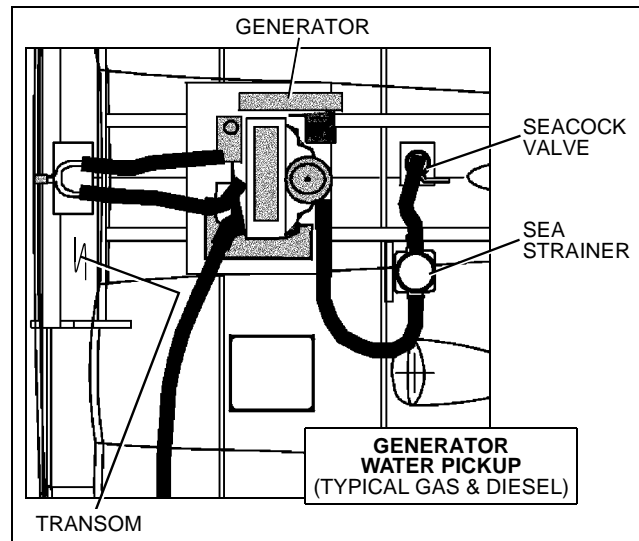 GENERATOR
SEACOCK
VALVE
SEA
STRAINER
GENERATOR
WATER PICKUP
(TYPICAL GAS & DIESEL)
TRANSOM